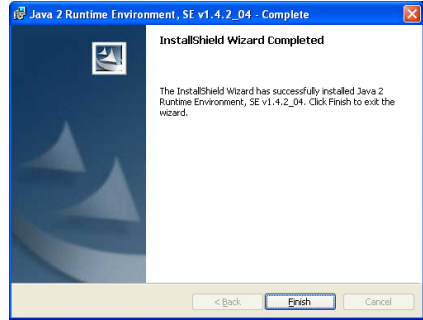 Java 2 Runtime Environment, SE v1.4.2_04 - Complete
InstallShield Wizard Completed
The InstallShield Wizard has successfully installed Java 2
Runtime Environment, SE v1.4.2_04. Click Finish to exit the
wizard.
< Back Finish Cancel